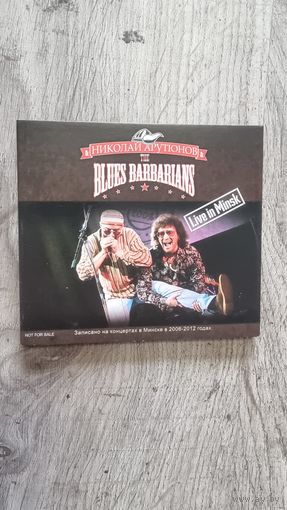 НИКОЛАЙ АРУТЮНОВ
THE
BLUES BARBARIANS
Live in Minsk
NOT FOR SALE
Записано на концертах в Минске в 2006-2012 годах